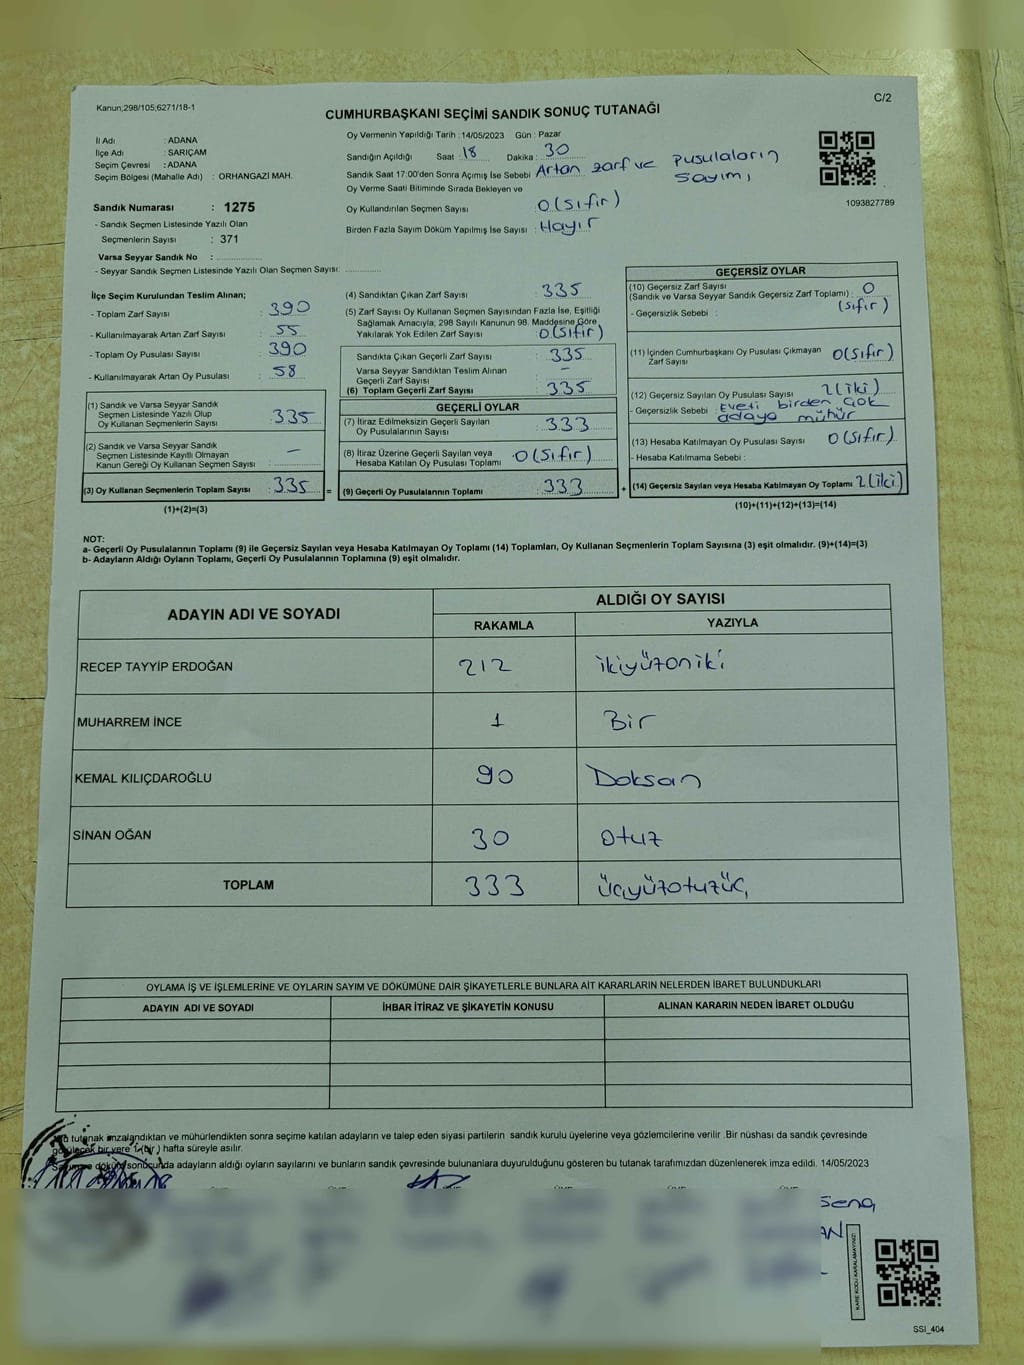 Kanun;298/105;6271/18-1
C/2
CUMHURBAŞKANI SEÇİMİ SANDIK SONUÇ TUTANAĞI
İl Adı : ADANA
İlçe Adı : SARIÇAM
Seçim Çevresi : ADANA
Seçim Bölgesi (Mahalle Adı) : ORHANGAZİ MAH.
Sandık Numarası : 1275
- Sandık Seçmen Listesinde Yazılı Olan
Seçmenlerin Sayısı : 371
Varsa Seyyar Sandık No :
- Seyyar Sandık Seçmen Listesinde Yazılı Olan Seçmen Sayısı:
Oy Vermenin Yapıldığı Tarih : 14/05/2023 Gün : Pazar
Sandığın Açıldığı Saat : 18 Dakika : 30
Sandık Saat 17:00'den Sonra Açımış İse Sebebi : Artan zarf ve pusulaların
sayımı
Oy Verme Saati Bitiminde Sırada Bekleyen ve
Oy Kullandırılan Seçmen Sayısı : 0 (sıfır)
Birden Fazla Sayım Döküm Yapılmış İse Sayısı : Hayır
1093827789
İlçe Seçim Kurulundan Teslim Alınan;
- Toplam Zarf Sayısı : 390
- Kullanılmayarak Artan Zarf Sayısı : 55
- Toplam Oy Pusulası Sayısı : 390
- Kullanılmayarak Artan Oy Pusulası : 58
(1) Sandık ve Varsa Seyyar Sandık
Seçmen Listesinde Yazılı Olup
Oy Kullanan Seçmenlerin Sayısı : 335
(2) Sandık ve Varsa Seyyar Sandık
Seçmen Listesinde Kayıtlı Olmayan
Kanun Gereği Oy Kullanan Seçmen Sayısı : -
(3) Oy Kullanan Seçmenlerin Toplam Sayısı : 335 =
(1)+(2)=(3)
(4) Sandıktan Çıkan Zarf Sayısı : 335
(5) Zarf Sayısı Oy Kullanan Seçmen Sayısından Fazla İse, Eşitliği
Sağlamak Amacıyla, 298 Sayılı Kanunun 98. Maddesine Göre
Yakılarak Yok Edilen Zarf Sayısı : 0 (sıfır)
Sandıkta Çıkan Geçerli Zarf Sayısı : 335
Varsa Seyyar Sandıktan Teslim Alınan
Geçerli Zarf Sayısı : -
(6) Toplam Geçerli Zarf Sayısı : 335
GEÇERLİ OYLAR
(7) İtiraz Edilmeksizin Geçerli Sayılan
Oy Pusulalarının Sayısı : 333
(8) İtiraz Üzerine Geçerli Sayılan veya
Hesaba Katılan Oy Pusulası Toplamı : 0 (sıfır)
(9) Geçerli Oy Pusulalarının Toplamı : 333 +
GEÇERSİZ OYLAR
(10) Geçersiz Zarf Sayısı
(Sandık ve Varsa Seyyar Sandık Geçersiz Zarf Toplamı) : 0
(sıfır)
- Geçersizlik Sebebi :
(11) İçinden Cumhurbaşkanı Oy Pusulası Çıkmayan
Zarf Sayısı : 0 (sıfır)
(12) Geçersiz Sayılan Oy Pusulası Sayısı : 2 (iki)
- Geçersizlik Sebebi : Eveti birden çok
adaya mühür
(13) Hesaba Katılmayan Oy Pusulası Sayısı : 0 (sıfır)
- Hesaba Katılmama Sebebi :
(14) Geçersiz Sayılan veya Hesaba Katılmayan Oy Toplamı : 2 (iki)
(10)+(11)+(12)+(13)=(14)
NOT:
a- Geçerli Oy Pusulalarının Toplamı (9) ile Geçersiz Sayılan veya Hesaba Katılmayan Oy Toplamı (14) Toplamları, Oy Kullanan Seçmenlerin Toplam Sayısına (3) eşit olmalıdır. (9)+(14)=(3)
b- Adayların Aldığı Oyların Toplamı, Geçerli Oy Pusulalarının Toplamına (9) eşit olmalıdır.
ADAYIN ADI VE SOYADI
ALDIĞI OY SAYISI
RAKAMLA YAZIYLA
RECEP TAYYİP ERDOĞAN 212 ikiyüzoniki
MUHARREM İNCE 1 Bir
KEMAL KILIÇDAROĞLU 90 Doksan
SİNAN OĞAN 30 otuz
TOPLAM 333 üçyüzotuzüç
OYLAMA İŞ VE İŞLEMLERİNE VE OYLARIN SAYIM VE DÖKÜMÜNE DAİR ŞİKAYETLERLE BUNLARA AİT KARARLARIN NELERDEN İBARET BULUNDUKLARI
ADAYIN ADI VE SOYADI İHBAR İTİRAZ VE ŞİKAYETİN KONUSU ALINAN KARARIN NEDEN İBARET OLDUĞU
tutanak imzalandıktan ve mühürlendikten sonra seçime katılan adayların ve talep eden siyasi partilerin sandık kurulu üyelerine veya gözlemcilerine verilir .Bir nüshası da sandık çevresinde
bir yere 1 (bir ) hafta süreyle asılır.
sonucunda adayların aldığı oyların sayılarını ve bunların sandık çevresinde bulunanlara duyurulduğunu gösteren bu tutanak tarafımızdan düzenlenerek imza edildi. 14/05/2023
KARE KODU KARALAMAYINIZ!
SSI_404